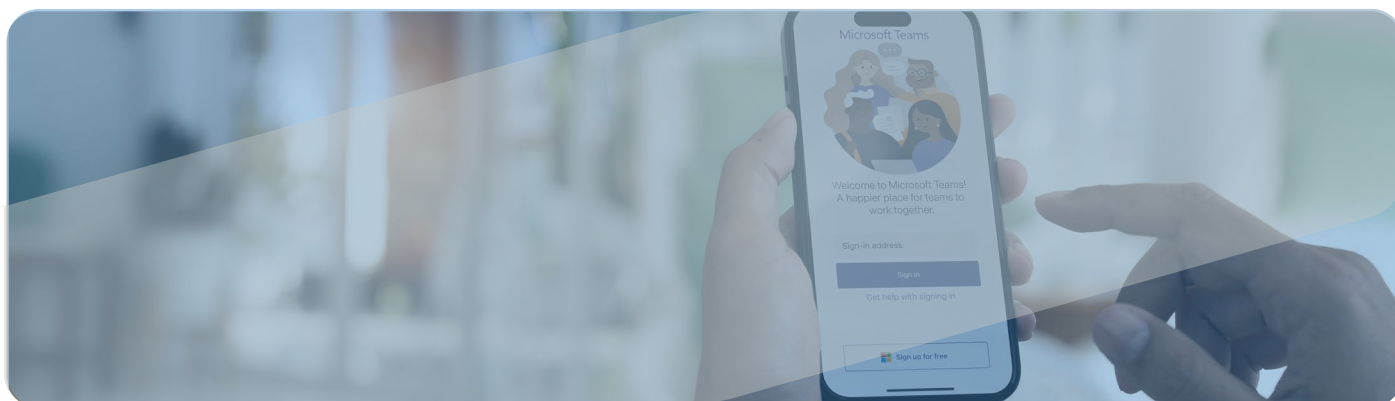 Microsoft Teams
Welcome to Microsoft Teams!
A happier place for teams to
work together.
Sign-in address
Sign in
Get help with signing in
Sign up for free